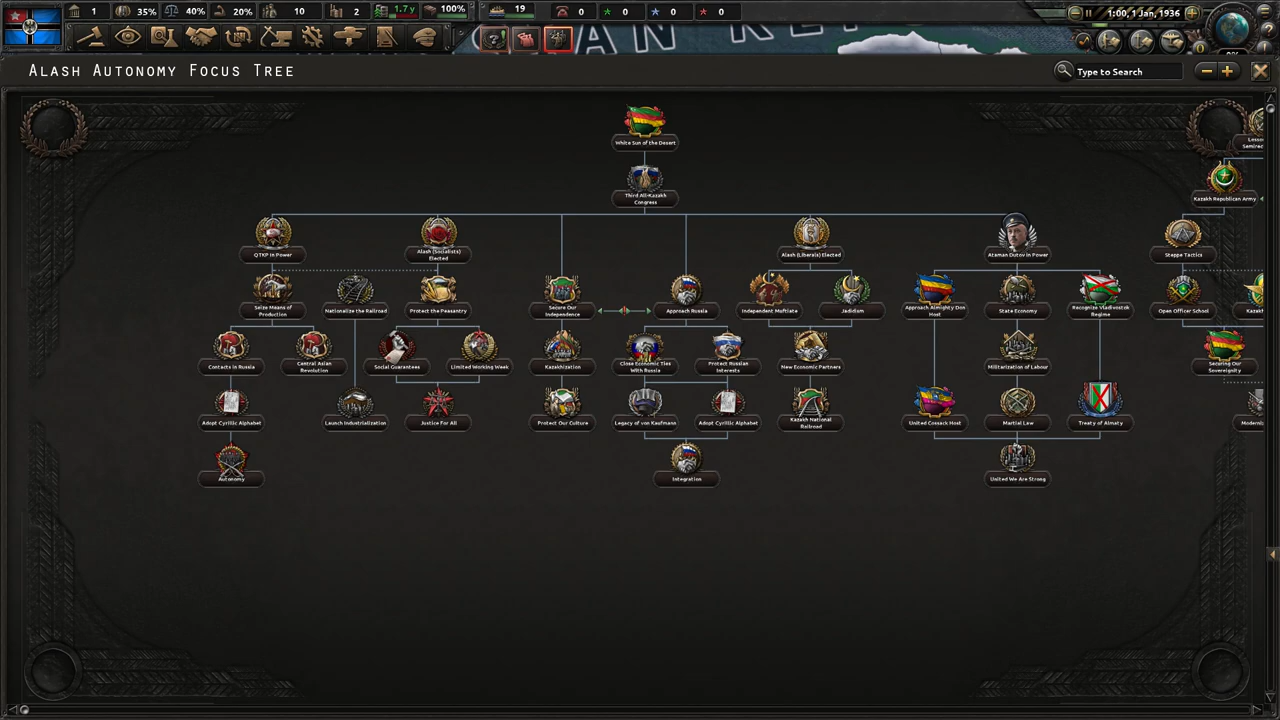 1 35% 40% 20% 10 2 1.7 y 100% 19 0 0 0 0
1:00, 1 Jan, 1936
AN KE
ALASH AUTONOMY FOCUS TREE
Type to Search
White Sun of the Desert
Third All-Kazakh
Congress
Kazakh Republican Army
QTKP in Power
Alash (Socialists)
Elected
Alash (Liberals) Elected
Ataman Dutov in Power
Steppe Tactics
Seize Means of
Production
Nationalize the Railroad
Protect the Peasantry
Secure Our
Independence
Approach Russia
Independent Muftiate
Jadidism
Approach Almighty Don
Host
State Economy
Recognize Vladivostok
Regime
Open Officer School
Contacts in Russia
Central Asian
Revolution
Social Guarantees
Limited Working Week
Kazakhization
Close Economic Ties
With Russia
Protect Russian
Interests
New Economic Partners
Militarization of Labour
Securing Our
Sovereignity
Adopt Cyrillic Alphabet
Launch Industrialization
Justice For All
Protect Our Culture
Legacy of von Kaufmann
Adopt Cyrillic Alphabet
Kazakh National
Railroad
United Cossack Host
Martial Law
Treaty of Almaty
Autonomy
Integration
United We Are Strong